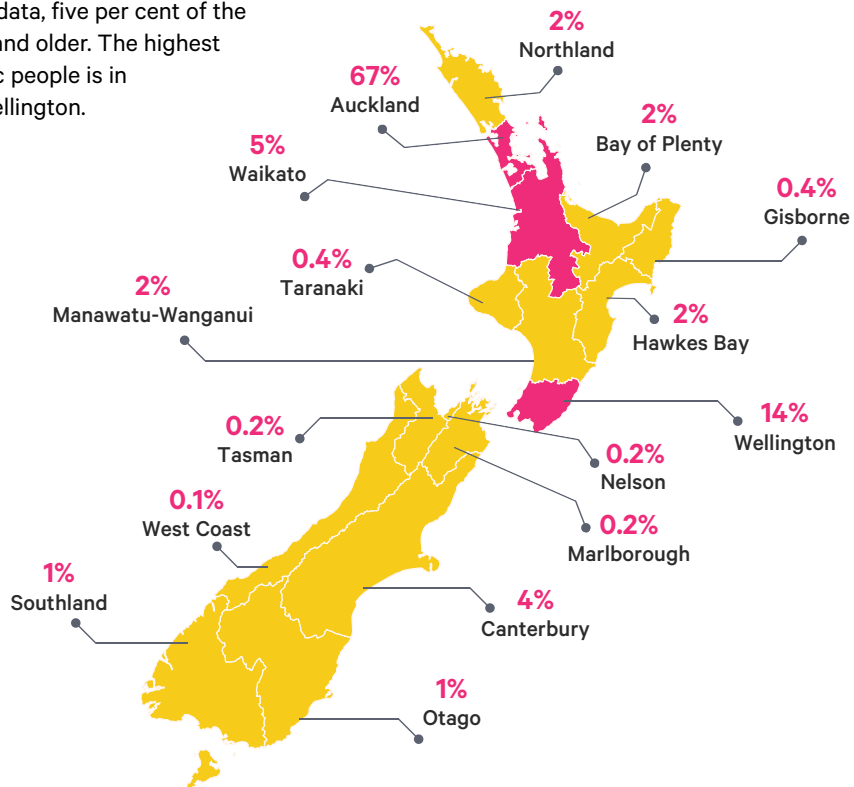 data, five per cent of the
and older. The highest
people is in
ellington.
2%
Northland
67%
Auckland
2%
Bay of Plenty
5%
Waikato
0.4%
Gisborne
0.4%
Taranaki
2%
Manawatu-Wanganui
2%
Hawkes Bay
14%
Wellington
0.2%
Tasman
0.2%
Nelson
0.2%
Marlborough
0.1%
West Coast
1%
Southland
4%
Canterbury
1%
Otago